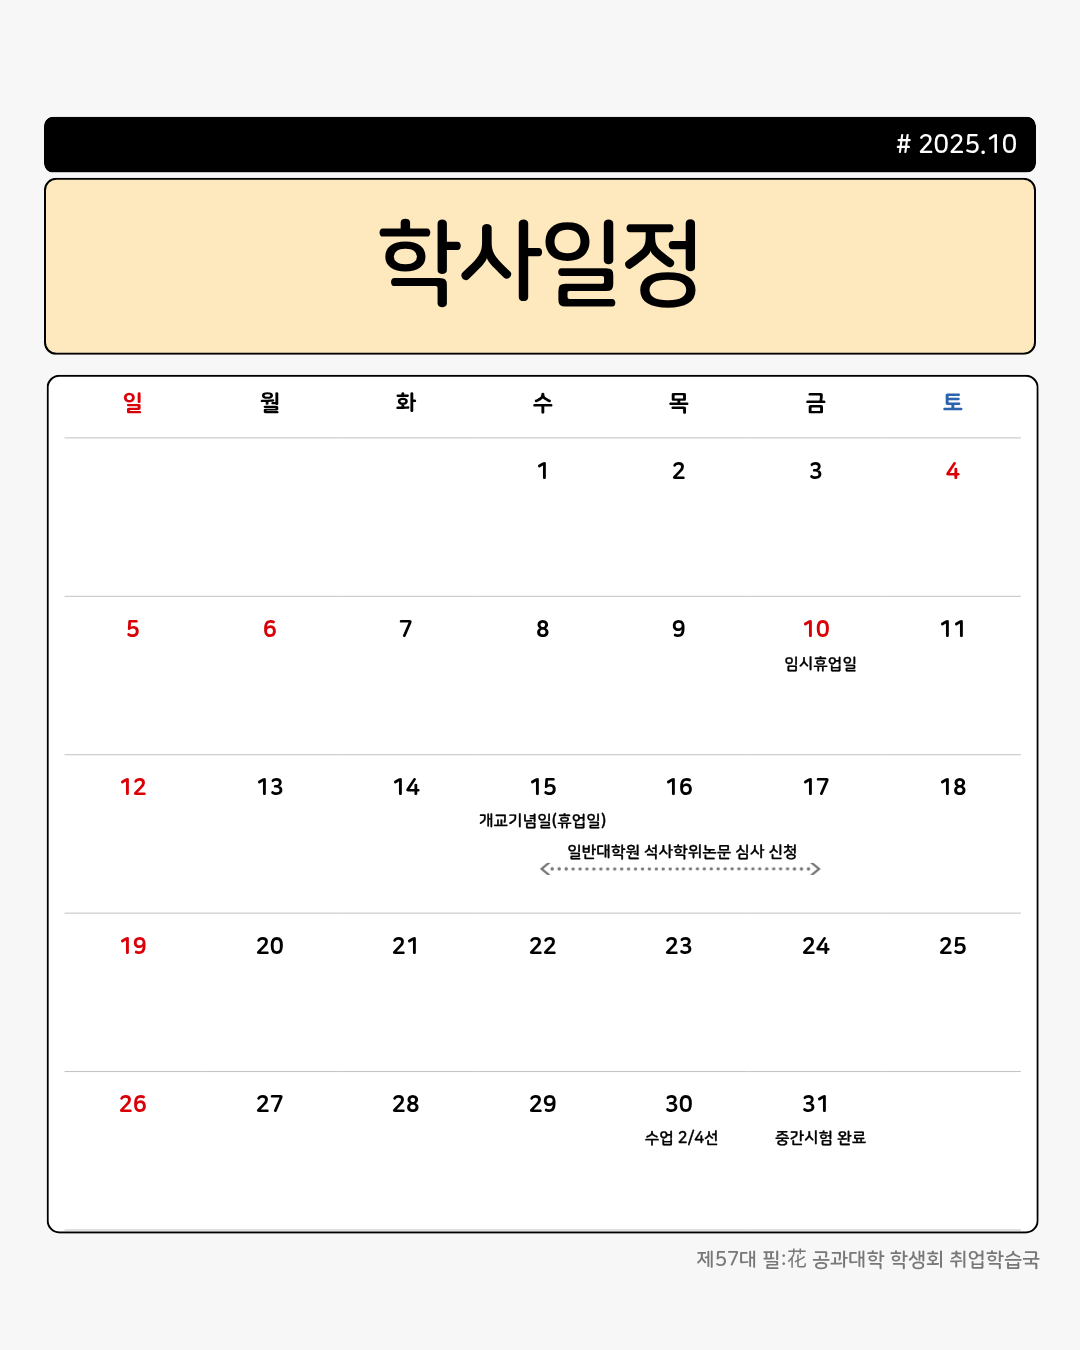 # 2025.10
학사일정
일 월 화 수 목 금 토
1 2 3 4
5 6 7 8 9 10 11
임시휴업일
12 13 14 15 16 17 18
개교기념일(휴업일)
일반대학원 석사학위논문 심사 신청
19 20 21 22 23 24 25
26 27 28 29 30 31
수업 2/4선 중간시험 완료
제57대 필:花 공과대학 학생회 취업학습국